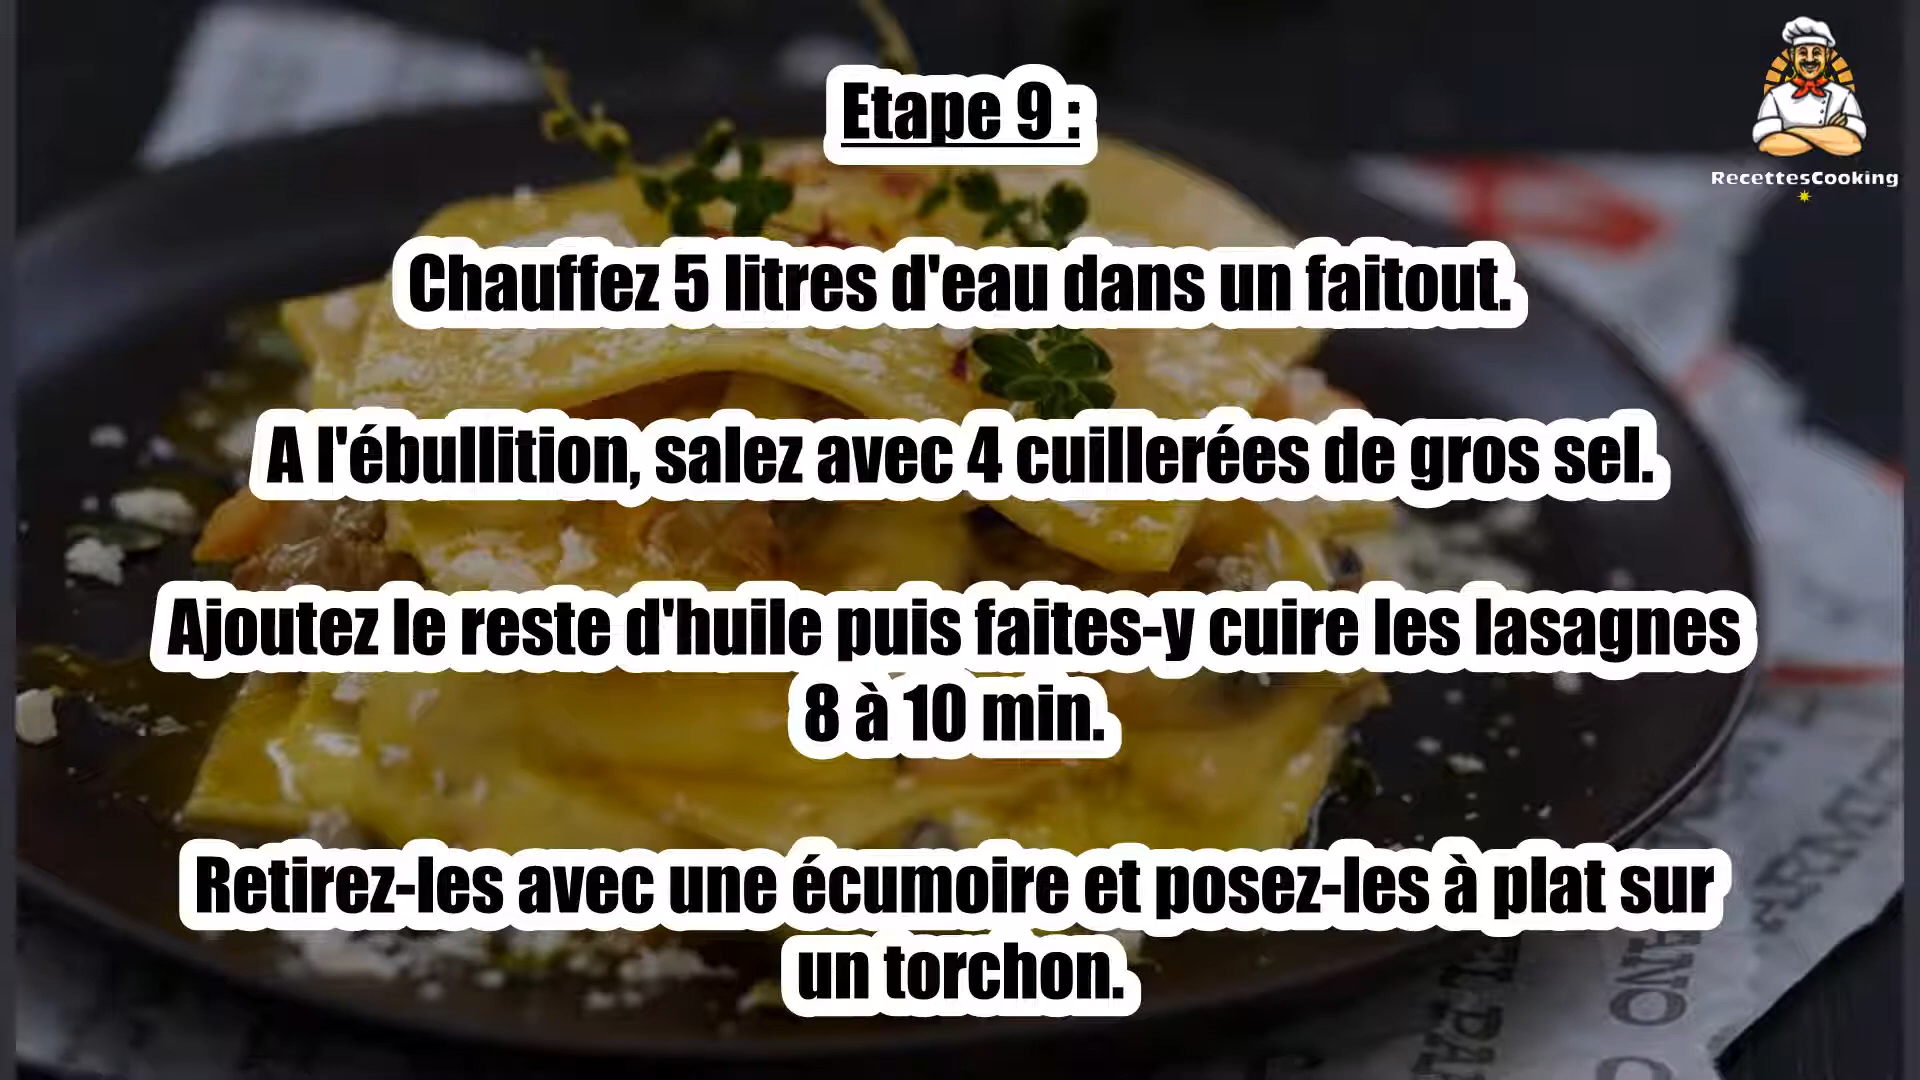 Etape 9 :
RecettesCooking
Chauffez 5 litres d'eau dans un faitout.
A l'ébullition, salez avec 4 cuillerées de gros sel.
Ajoutez le reste d'huile puis faites-y cuire les lasagnes
8 à 10 min.
Retirez-les avec une écumoire et posez-les à plat sur
un torchon.